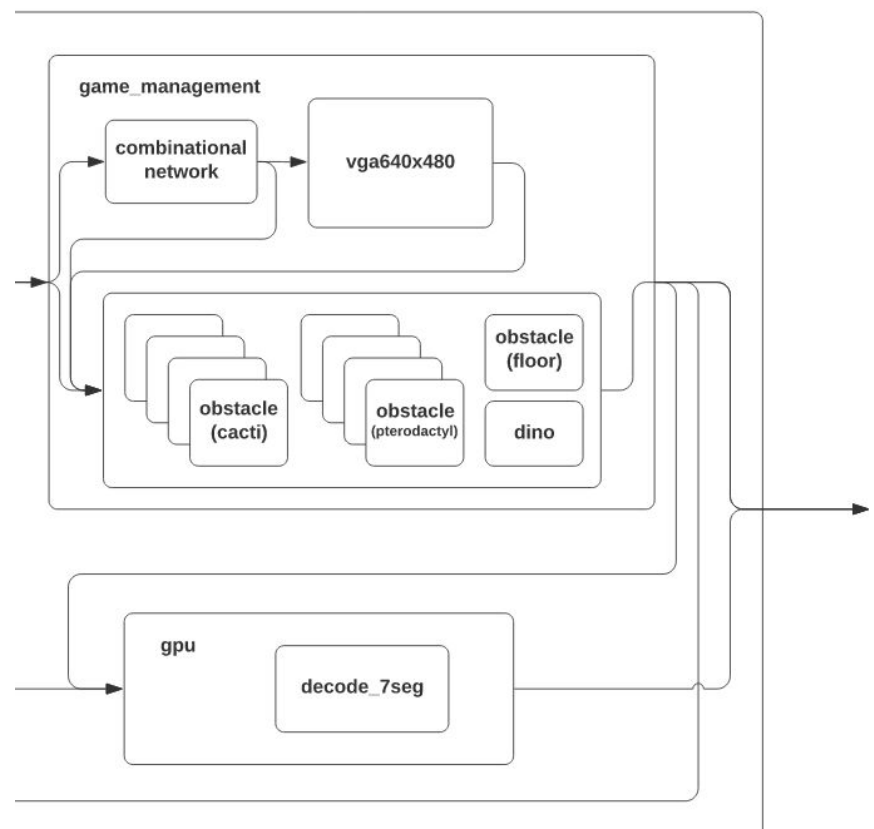 game_management
combinational
network
vga640x480
obstacle
(cacti)
obstacle
(pterodactyl)
obstacle
(floor)
dino
gpu
decode_7seg